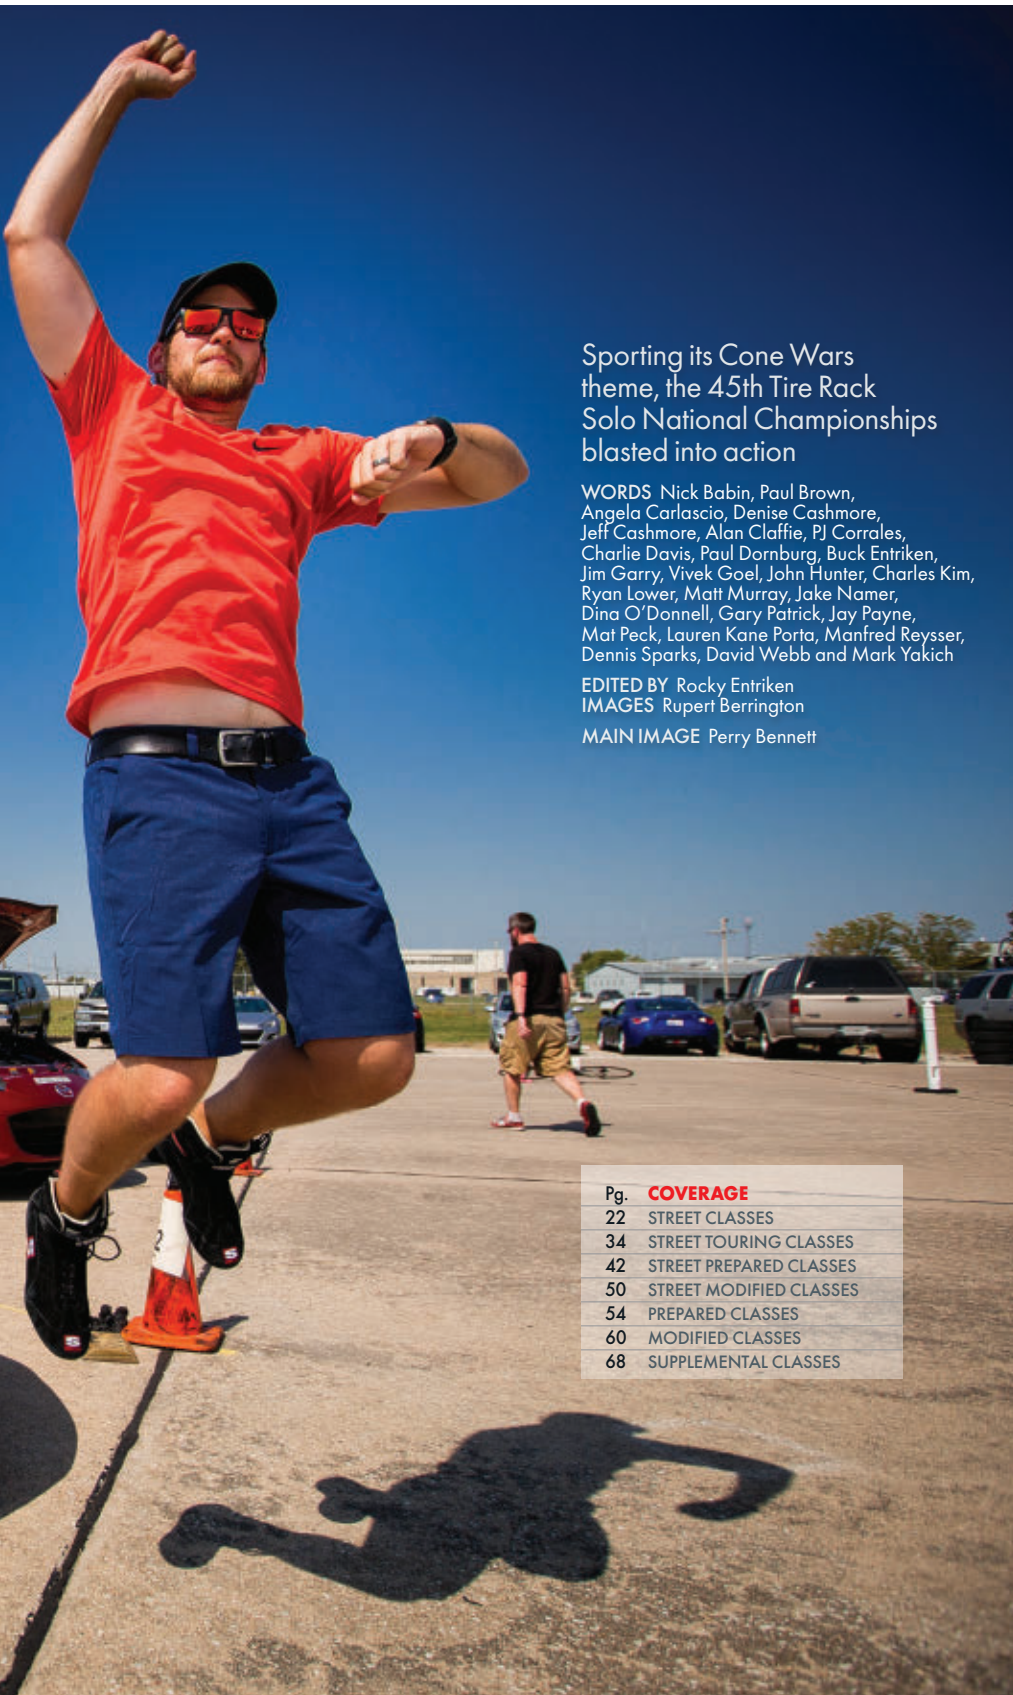 Sporting its Cone Wars
theme, the 45th Tire Rack
Solo National Championships
blasted into action
WORDS Nick Babin, Paul Brown,
Angela Carlascio, Denise Cashmore,
Jeff Cashmore, Alan Claffie, PJ Corrales,
Charlie Davis, Paul Dornburg, Buck Entriken,
Jim Garry, Vivek Goel, John Hunter, Charles Kim,
Ryan Lower, Matt Murray, Jake Namer,
Dina O'Donnell, Gary Patrick, Jay Payne,
Mat Peck, Lauren Kane Porta, Manfred Reysser,
Dennis Sparks, David Webb and Mark Yakich
EDITED BY Rocky Entriken
IMAGES Rupert Berrington
MAIN IMAGE Perry Bennett
Pg. COVERAGE
22 STREET CLASSES
34 STREET TOURING CLASSES
42 STREET PREPARED CLASSES
50 STREET MODIFIED CLASSES
54 PREPARED CLASSES
60 MODIFIED CLASSES
68 SUPPLEMENTAL CLASSES
2
S
S